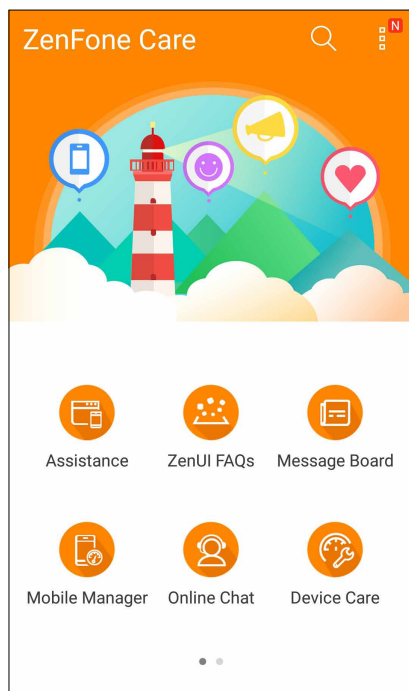 ZenFone Care
N
Assistance
ZenUI FAQs
Message Board
Mobile Manager
Online Chat
Device Care